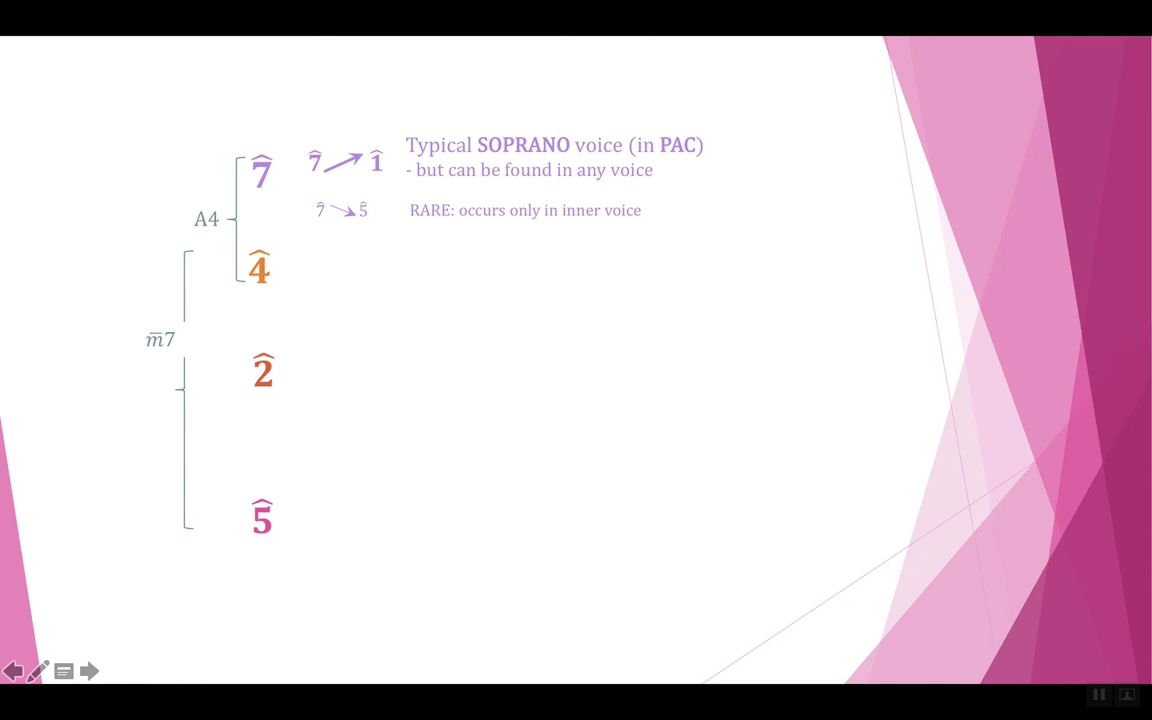 7̂
7̂ 1̂ Typical SOPRANO voice (in PAC)
- but can be found in any voice
7̂ 5̂ RARE: occurs only in inner voice
A4
4̂
m̅7
2̂
5̂